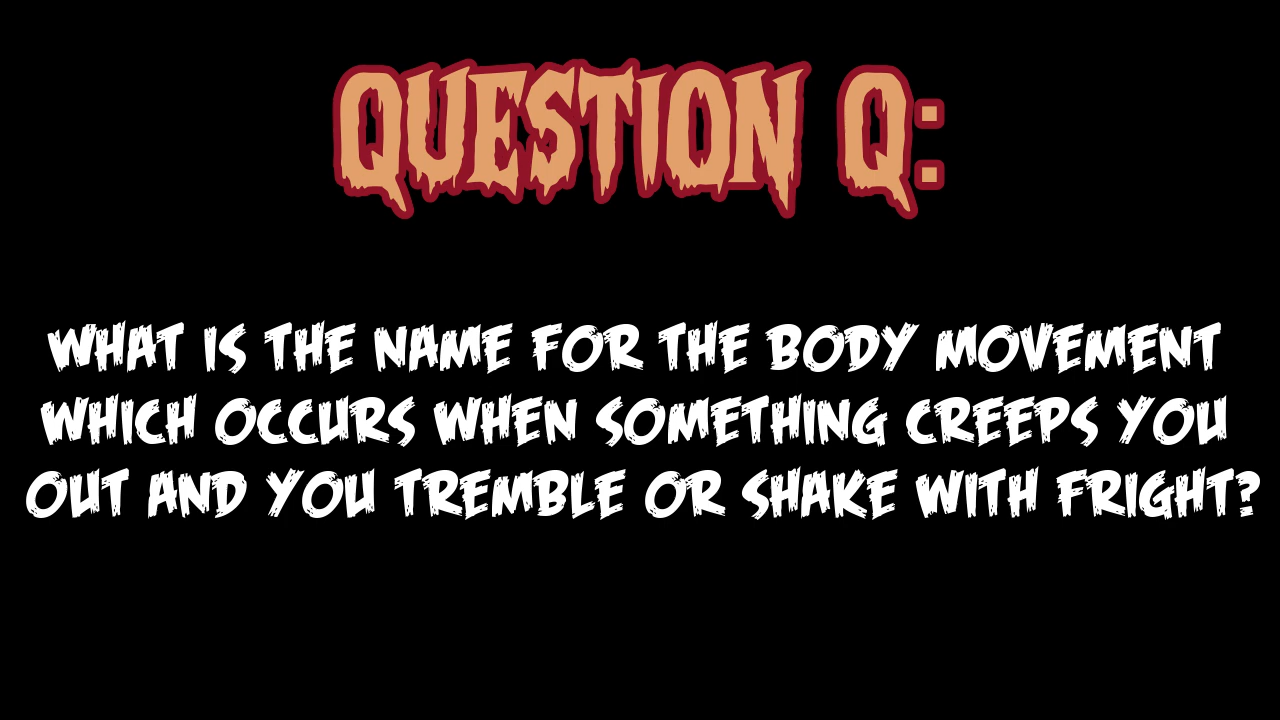 QUESTION Q:
WHAT IS THE NAME FOR THE BODY MOVEMENT
WHICH OCCURS WHEN SOMETHING CREEPS YOU
OUT AND YOU TREMBLE OR SHAKE WITH FRIGHT?